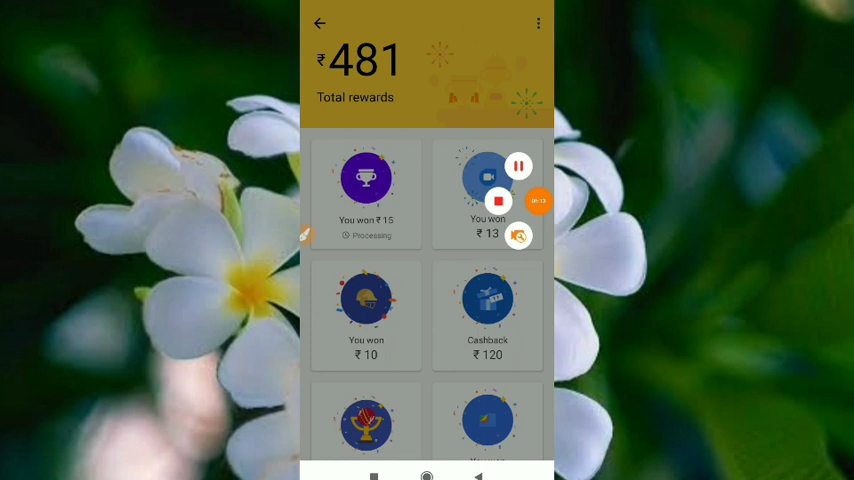 ₹ 481
Total rewards
You won ₹ 15
Processing
You won
₹ 13
You won
₹ 10
Cashback
₹ 120